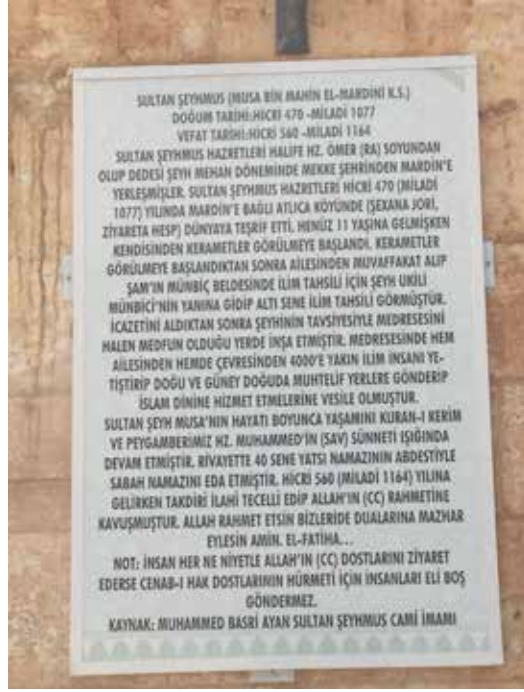 SULTAN ŞEYHMUS (MUSA BİN MAHİN EL-MARDİNİ K.S.)
DOĞUM TARİHİ:HİCRİ 470 -MİLADİ 1077
VEFAT TARİHİ:HİCRİ 560 -MİLADİ 1164
SULTAN ŞEYHMUS HAZRETLERİ HALİFE HZ. ÖMER (RA) SOYUNDAN
OLUP DEDESİ ŞEYH MEHAN DÖNEMİNDE MEKKE ŞEHRİNDEN MARDİN'E
YERLEŞMİŞLER. SULTAN ŞEYHMUS HAZRETLERİ HİCRİ 470 (MİLADİ
1077) YILINDA MARDİN'E BAĞLI ATLICA KÖYÜNDE (ŞEXANA JORİ,
ZİYARETA HESP) DÜNYAYA TEŞRİF ETTİ. HENÜZ 11 YAŞINA GELMİŞKEN
KENDİSİNDEN KERAMETLER GÖRÜLMEYE BAŞLANDI. KERAMETLER
GÖRÜLMEYE BAŞLANDIKTAN SONRA AİLESİNDEN MUVAFFAKAT ALIP
ŞAM'IN MÜNBİÇ BELDESİNDE İLİM TAHSİLİ İÇİN ŞEYH UKİLİ
MÜNBİCİ'NİN YANINA GİDİP ALTI SENE İLİM TAHSİLİ GÖRMÜŞTÜR.
İCAZETİNİ ALDIKTAN SONRA ŞEYHİNİN TAVSİYESİYLE MEDRESESİNİ
HALEN MEDFUN OLDUĞU YERDE İNŞA ETMİŞTİR. MEDRESESİNDE HEM
AİLESİNDEN HEMDE ÇEVRESİNDEN 4000'E YAKIN İLİM İNSANI YE-
TİŞTİRİP DOĞU VE GÜNEY DOĞUDA MUHTELİF YERLERE GÖNDERİP
İSLAM DİNİNE HİZMET ETMELERİNE VESİLE OLMUŞTUR.
SULTAN ŞEYH MUSA'NIN HAYATI BOYUNCA YAŞAMINI KURAN-I KERİM
VE PEYGAMBERİMİZ HZ. MUHAMMED'İN (SAV) SÜNNETİ IŞIĞINDA
DEVAM ETMİŞTİR. RİVAYETTE 40 SENE YATSI NAMAZININ ABDESTİYLE
SABAH NAMAZINI EDA ETMİŞTİR. HİCRİ 560 (MİLADİ 1164) YILINA
GELİRKEN TAKDİRİ İLAHİ TECELLİ EDİP ALLAH'IN (CC) RAHMETİNE
KAVUŞMUŞTUR. ALLAH RAHMET ETSİN BİZLERİDE DUALARINA MAZHAR
EYLESİN AMİN. EL-FATİHA...
NOT: İNSAN HER NE NİYETLE ALLAH'IN (CC) DOSTLARINI ZİYARET
EDERSE CENAB-I HAK DOSTLARININ HÜRMETİ İÇİN İNSANLARI ELİ BOŞ
GÖNDERMEZ.
KAYNAK: MUHAMMED BASRİ AYAN SULTAN ŞEYHMUS CAMİ İMAMI